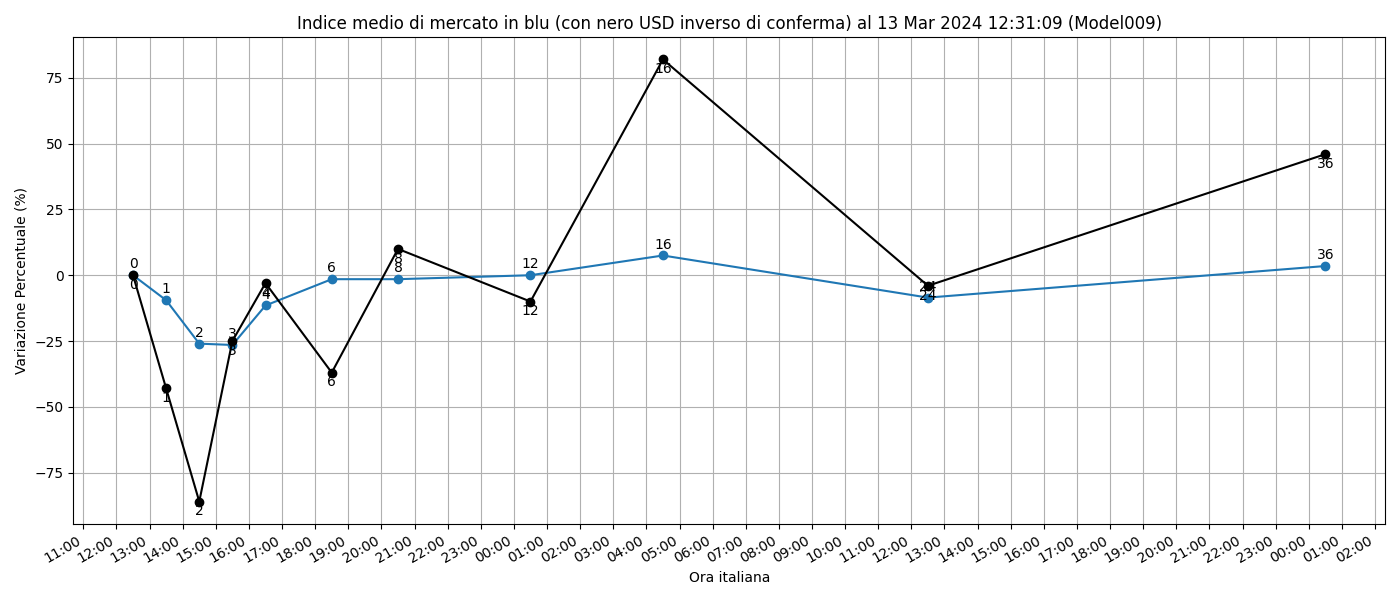 Indice medio di mercato in blu (con nero USD inverso di conferma) al 13 Mar 2024 12:31:09 (Model009)
Variazione Percentuale (%)
75
50
25
0
−25
−50
−75
0 1 2 3 4 6 8 12 16 24 36
0 1 2 3 4 6 8 12 16 24 36
11:00 12:00 13:00 14:00 15:00 16:00 17:00 18:00 19:00 20:00 21:00 22:00 23:00 00:00 01:00 02:00 03:00 04:00 05:00 06:00 07:00 08:00 09:00 10:00 11:00 12:00 13:00 14:00 15:00 16:00 17:00 18:00 19:00 20:00 21:00 22:00 23:00 00:00 01:00 02:00
Ora italiana